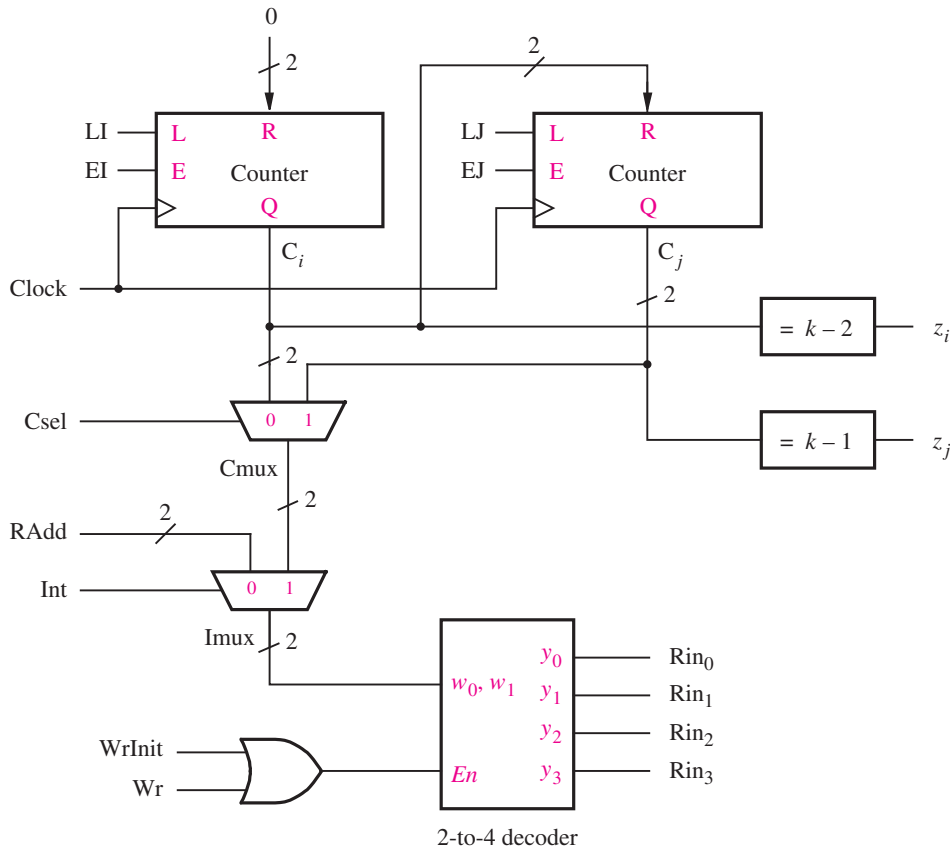 0
2
2
LI
L
R
LJ
L
R
EI
E
Counter
EJ
E
Counter
Q
Q
C_i
C_j
Clock
2
= k – 2
z_i
2
Csel
0
1
= k – 1
z_j
Cmux
2
RAdd
2
Int
0
1
Imux
2
y_0
Rin_0
w_0, w_1
y_1
Rin_1
y_2
Rin_2
WrInit
En
y_3
Rin_3
Wr
2-to-4 decoder